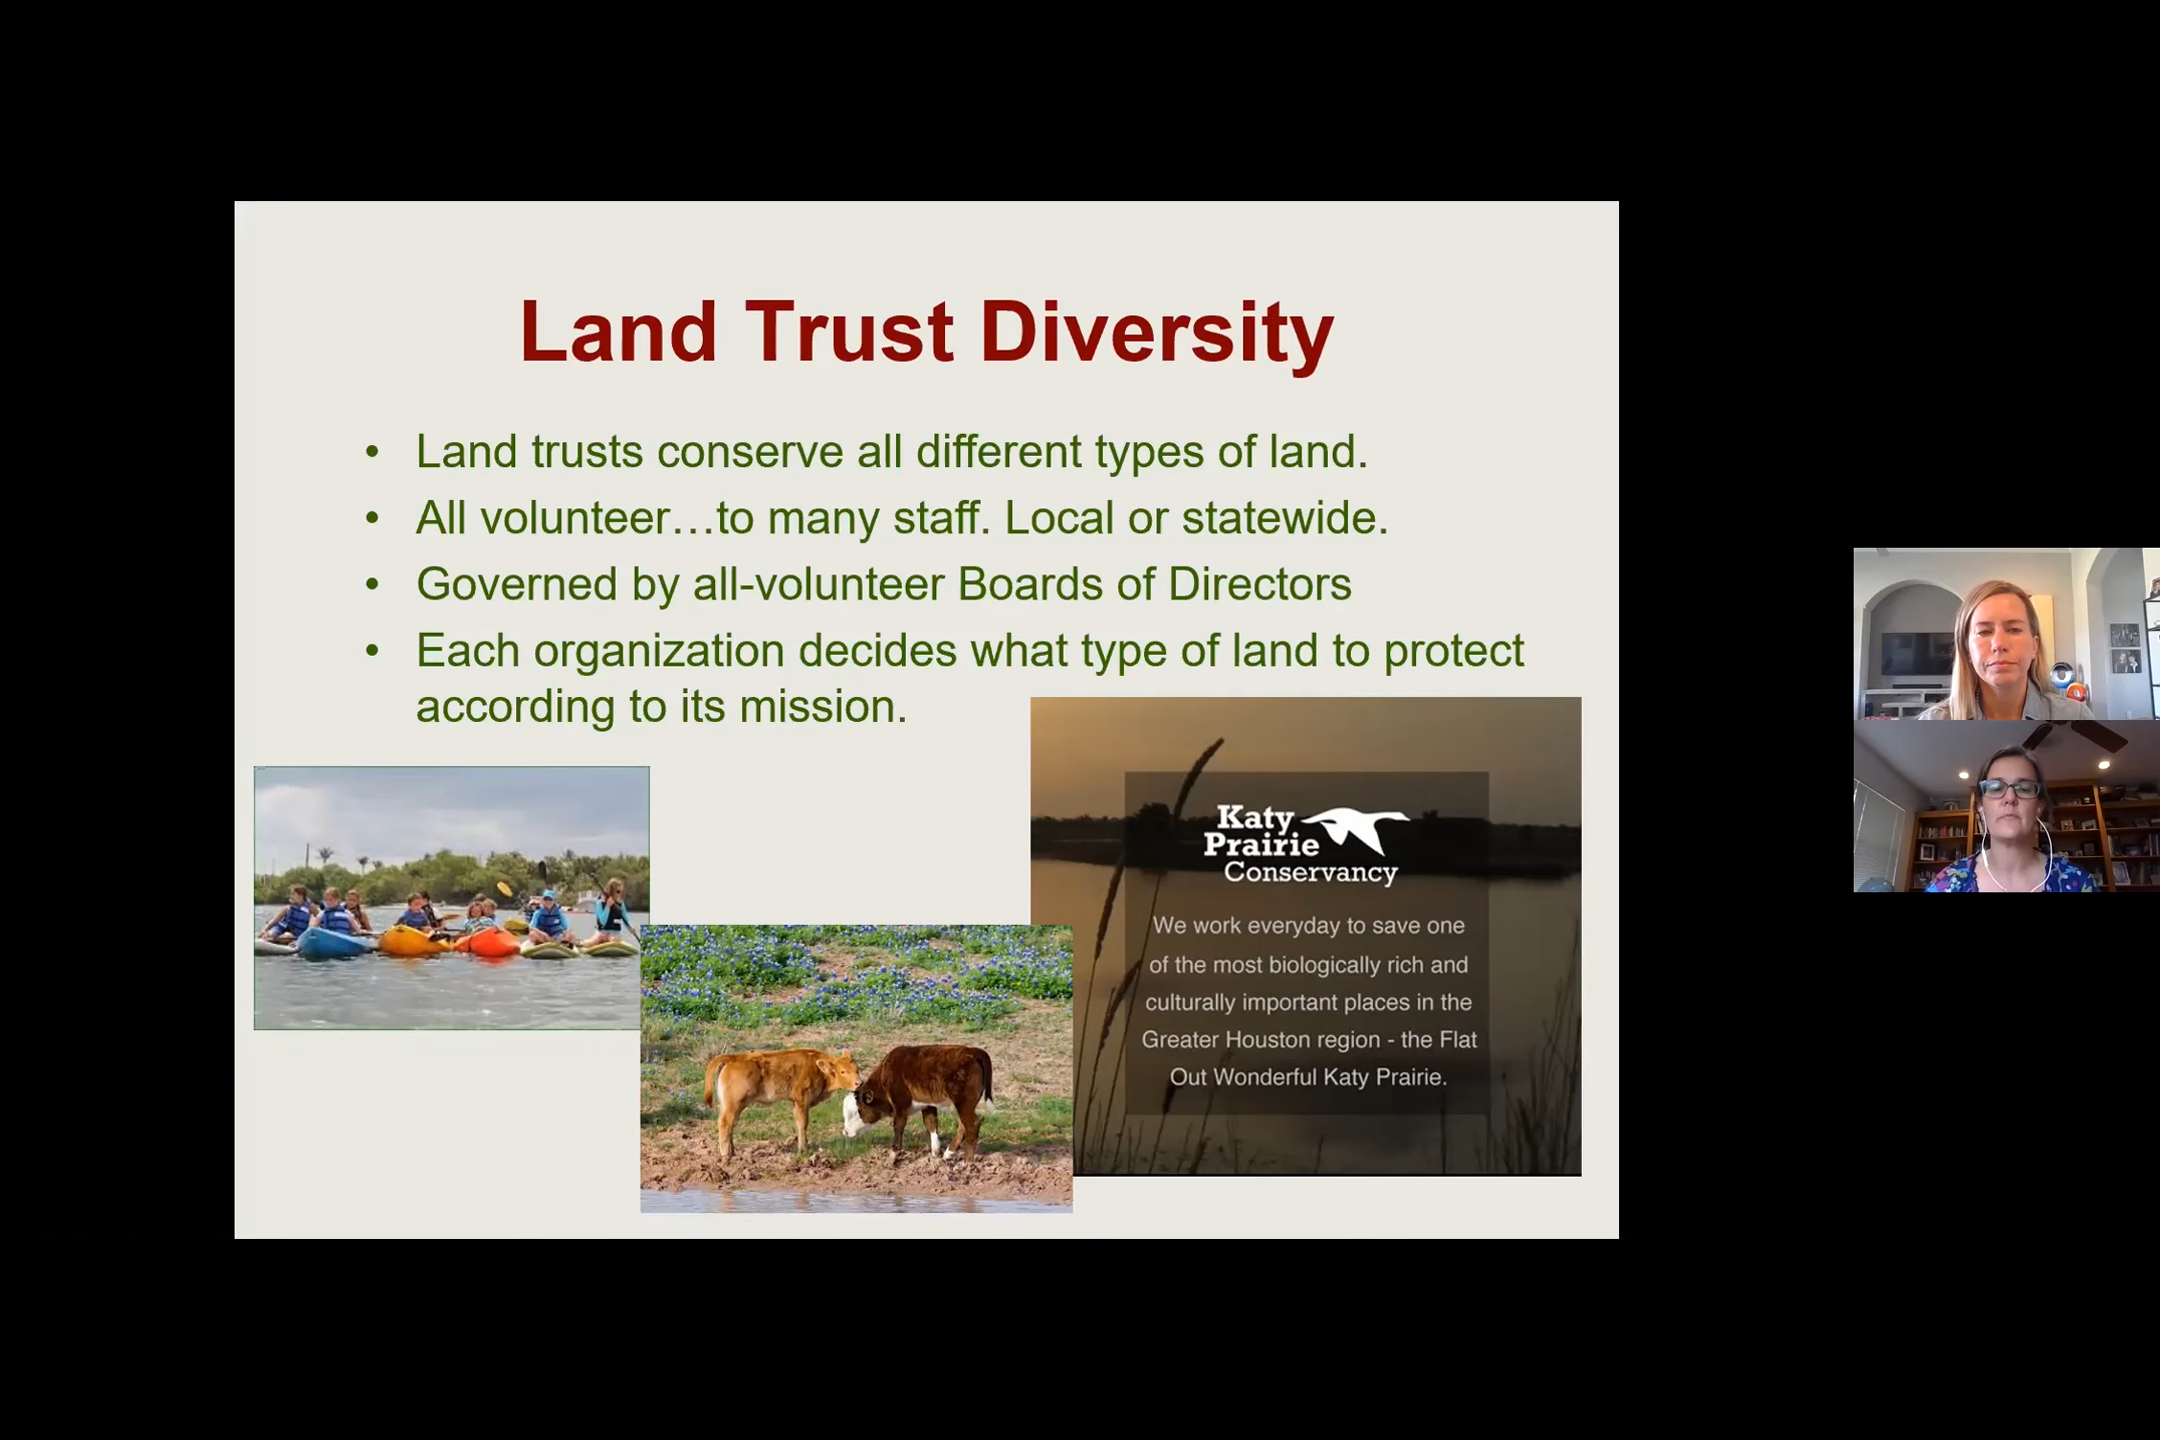 Land Trust Diversity
• Land trusts conserve all different types of land.
• All volunteer…to many staff. Local or statewide.
• Governed by all-volunteer Boards of Directors
• Each organization decides what type of land to protect
according to its mission.
Katy
Prairie
Conservancy
We work everyday to save one
of the most biologically rich and
culturally important places in the
Greater Houston region - the Flat
Out Wonderful Katy Prairie.